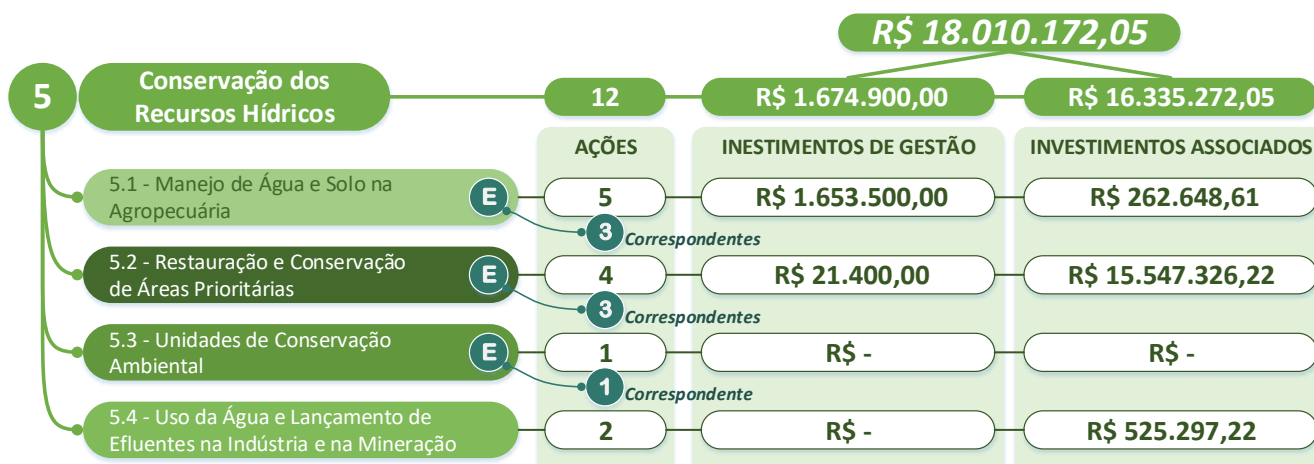 R$ 18.010.172,05
5
Conservação dos
Recursos Hídricos
12
R$ 1.674.900,00
R$ 16.335.272,05
AÇÕES
INESTIMENTOS DE GESTÃO
INVESTIMENTOS ASSOCIADOS
5.1 - Manejo de Água e Solo na
Agropecuária
E
5
R$ 1.653.500,00
R$ 262.648,61
3 Correspondentes
5.2 - Restauração e Conservação
de Áreas Prioritárias
E
4
R$ 21.400,00
R$ 15.547.326,22
3 Correspondentes
5.3 - Unidades de Conservação
Ambiental
E
1
R$ -
R$ -
1 Correspondente
5.4 - Uso da Água e Lançamento de
Efluentes na Indústria e na Mineração
2
R$ -
R$ 525.297,22